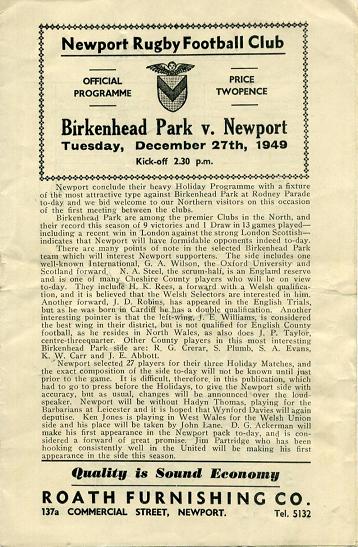 Newport Rugby Football Club
OFFICIAL PROGRAMME
PRICE TWOPENCE
Birkenhead Park v. Newport
Tuesday, December 27th, 1949
Kick-off 2.30 p.m.
Newport conclude their heavy Holiday Programme with a fixture
of the most attractive type against Birkenhead Park at Rodney Parade
to-day and we bid welcome to our Northern visitors on this occasion
of the first meeting between the clubs.
Birkenhead Park are among the premier Clubs in the North, and
their record this season of 9 victories and 1 Draw in 13 games played—
including a recent win in London against the strong London Scottish—
indicates that Newport will have formidable opponents indeed to-day.
There are many points of note in the selected Birkenhead Park
team which will interest Newport supporters. The side includes one
well-known International, G. A. Wilson, the Oxford University and
Scotland forward. N. A. Steel, the scrum-half, is an England reserve
and is one of many Cheshire County players who will be on view
to-day. They include H. K. Rees, a forward with a Welsh qualifica-
tion, and it is believed that the Welsh Selectors are interested in him.
Another forward, J. D. Robins, has appeared in the English Trials,
but as he was born in Cardiff he has a double qualification. Another
interesting pointer is that the left-wing, J. E. Williams, is considered
the best wing in their district, but is not qualified for English County
football, as he resides in North Wales, as also does J. P. Taylor,
centre-threequarter. Other County players in this most interesting
Birkenhead Park side are: R. G. Crerar, S. Plumb, S. A. Evans,
K. W. Carr and J. E. Abbott.
Newport selected 27 players for their three Holiday Matches, and
the exact composition of the side to-day will not be known until just
prior to the game. It is difficult, therefore, in this publication, which
had to go to press before the Holidays, to give the Newport side with
accuracy, but as usual, changes will be announced over the loud-
speaker. Newport will be without Hadyn Thomas, playing for the
Barbarians at Leicester and it is hoped that Wynford Davies will again
deputise. Ken Jones is playing in West Wales for the Welsh Union
side and his place will be taken by John Lane. D. G. Ackerman will
make his first appearance in the Newport pack to-day, and is con-
sidered a forward of great promise. Jim Partridge who has been
hooking consistently well in the United will be making his first
appearance in the side this season.
Quality is Sound Economy
ROATH FURNISHING CO.
137a COMMERCIAL STREET, NEWPORT. Tel. 5132